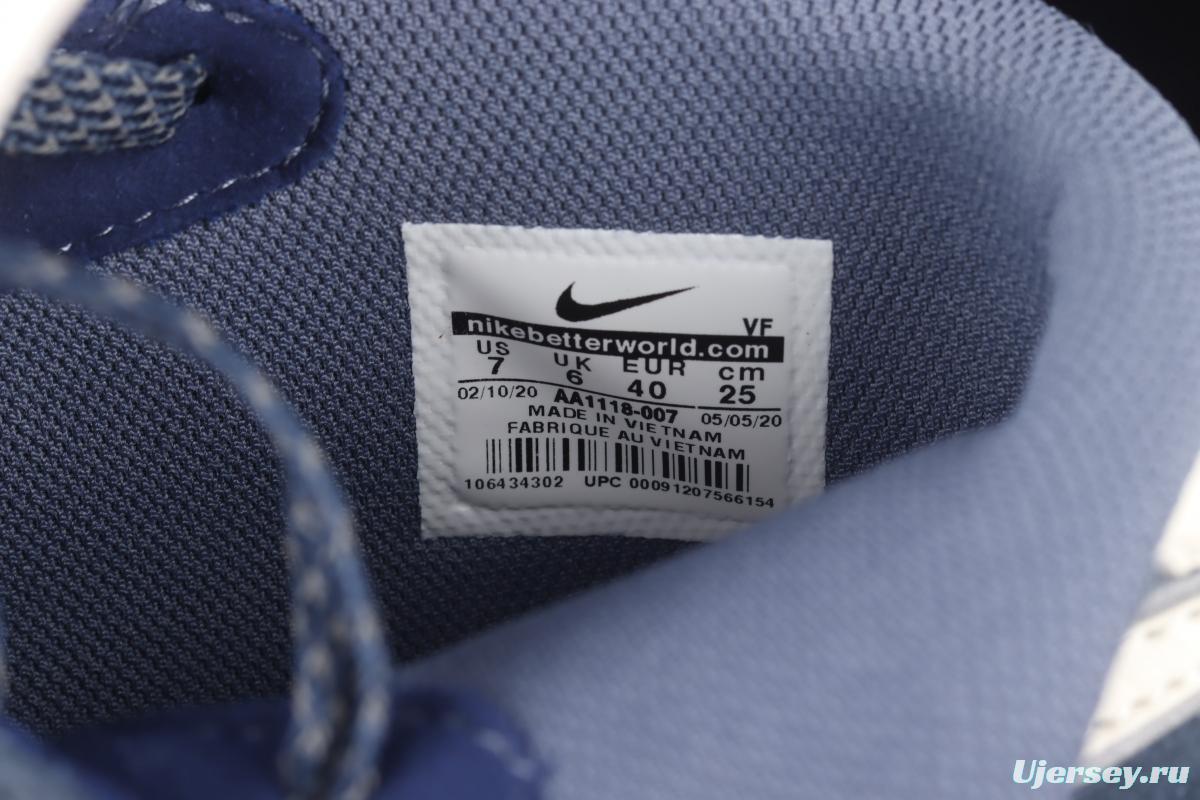 VF
nikebetterworld.com
US UK EUR cm
7 6 40 25
02/10/20 AA1118-007 05/05/20
MADE IN VIETNAM
FABRIQUE AU VIETNAM
106434302 UPC 00091207566154
Ujersey.ru